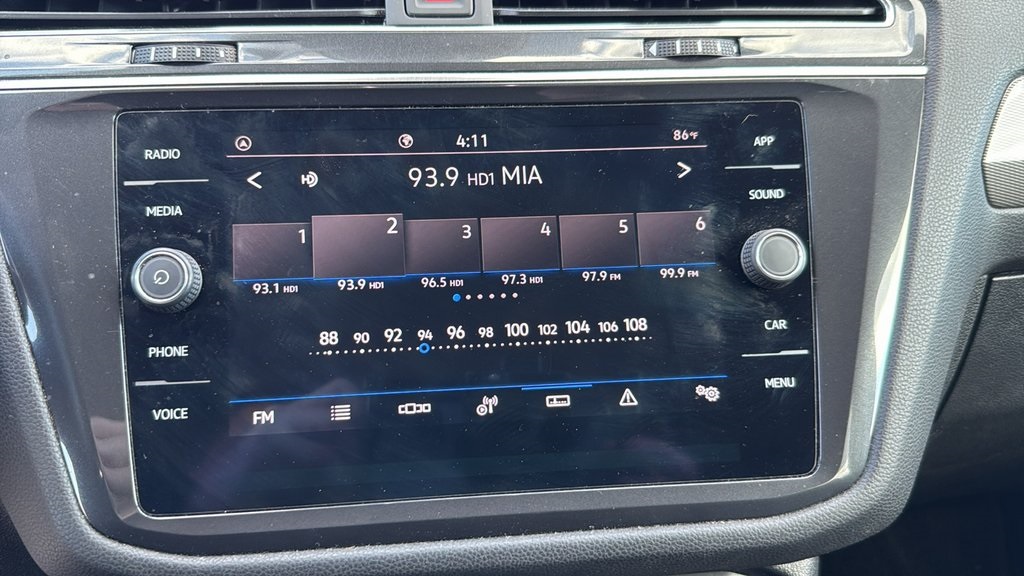 4:11
86°F
RADIO
MEDIA
PHONE
VOICE
APP
SOUND
CAR
MENU
93.9 HD1 MIA
1 2 3 4 5 6
93.1 HD1 93.9 HD1 96.5 HD1 97.3 HD1 97.9 FM 99.9 FM
88 90 92 94 96 98 100 102 104 106 108
FM